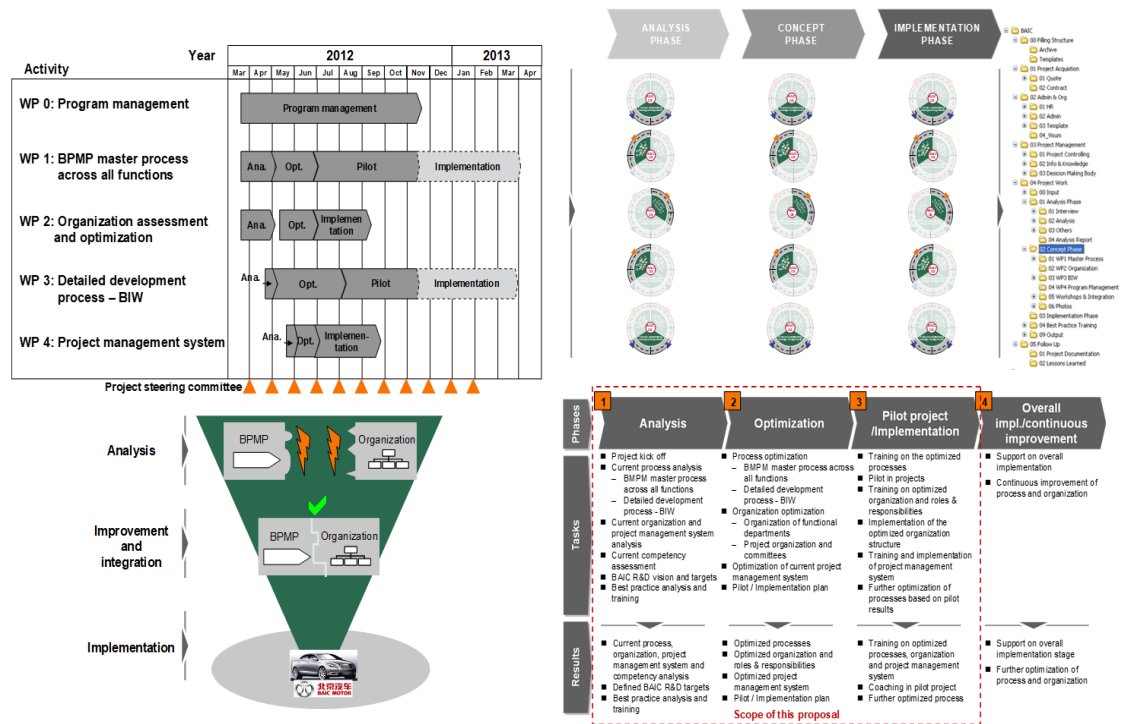 Year
2012
2013
Activity
Mar Apr May Jun Jul Aug Sep Oct Nov Dec Jan Feb Mar Apr
WP 0: Program management
Program management
WP 1: BPMP master process
across all functions
Ana.
Opt.
Pilot
Implementation
WP 2: Organization assessment
and optimization
Ana.
Opt.
Implemen
tation
WP 3: Detailed development
process – BIW
Ana.
Opt.
Pilot
Implementation
WP 4: Project management system
Ana.
Opt.
Implemen-
tation
Project steering committee
ANALYSIS
PHASE
CONCEPT
PHASE
IMPLEMENTATION
PHASE
BAIC
00 Filling Structure
Archive
Templates
01 Project Acquistion
01 Quote
02 Contract
02 Admin & Org
01 HR
02 Admin
03 Template
04_Visum
03 Project Management
01 Project Controlling
02 Info & Knowledge
03 Desicion Making Body
04 Project Work
00 Input
01 Analysis Phase
01 Interview
02 Analysis
03 Others
04 Analysis Report
02 Concept Phase
01 WP1 Master Process
02 WP2 Organization
03 WP3 BIW
04 WP4 Program Management
05 Workshops & Integration
06 Photos
03 Implementation Phase
04 Best Practice Training
09 Output
05 Follow Up
01 Project Documentation
02 Lessons Learned
Analysis
BPMP
Organization
Improvement
and
integration
BPMP
Organization
Implementation
北京汽车
BAIC MOTOR
Phases
1
Analysis
2
Optimization
3
Pilot project
/Implementation
4
Overall
impl./continuous
improvement
Tasks
■ Project kick off
■ Current process analysis
– BMPM master process
across all functions
– Detailed development
process - BIW
■ Current organization and
project management system
analysis
■ Current competency
assessment
■ BAIC R&D vision and targets
■ Best practice analysis and
training
■ Process optimization
– BMPM master process across
all functions
– Detailed development
process - BIW
■ Organization optimization
– Organization of functional
departments
– Project organization and
committees
■ Optimization of current project
management system
■ Pilot / Implementation plan
■ Training on the optimized
processes
■ Pilot in projects
■ Training on optimized
organization and roles &
responsibilities
■ Implementation of the
optimized organization
structure
■ Training and implementation
of project management
system
■ Further optimization of
processes based on pilot
results
■ Support on overall
implementation
■ Continuous improvement of
process and organization
Results
■ Current process,
organization, project
management system and
competency analysis
■ Defined BAIC R&D targets
■ Best practice analysis and
training
■ Optimized processes
■ Optimized organization and
roles & responsibilities
■ Optimized project
management system
■ Pilot / Implementation plan
■ Training on optimized
processes, organization
and project management
system
■ Coaching in pilot project
■ Further optimized process
■ Support on overall
implementation stage
■ Further optimization of
process and organization
Scope of this proposal